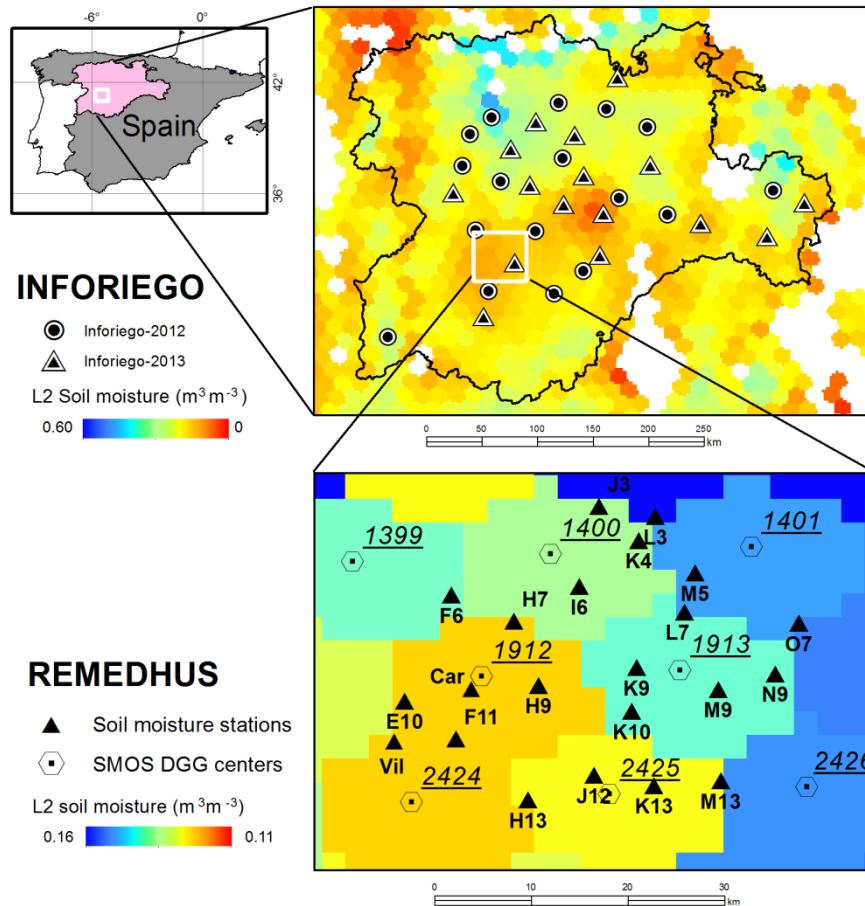 -6° 0°
42°
36°
Spain
INFORIEGO
Inforiego-2012
Inforiego-2013
L2 Soil moisture (m³ m⁻³)
0.60 0
0 50 100 150 200 250
km
J3
L3
1399
1400
1401
K4
M5
F6
H7
I6
L7
O7
1912
1913
Car
K9
N9
E10
F11
H9
M9
K10
Vil
2424
2425
2426
J12
K13
M13
H13
REMEDHUS
Soil moisture stations
SMOS DGG centers
L2 soil moisture (m³m⁻³)
0.16 0.11
0 10 20 30
km